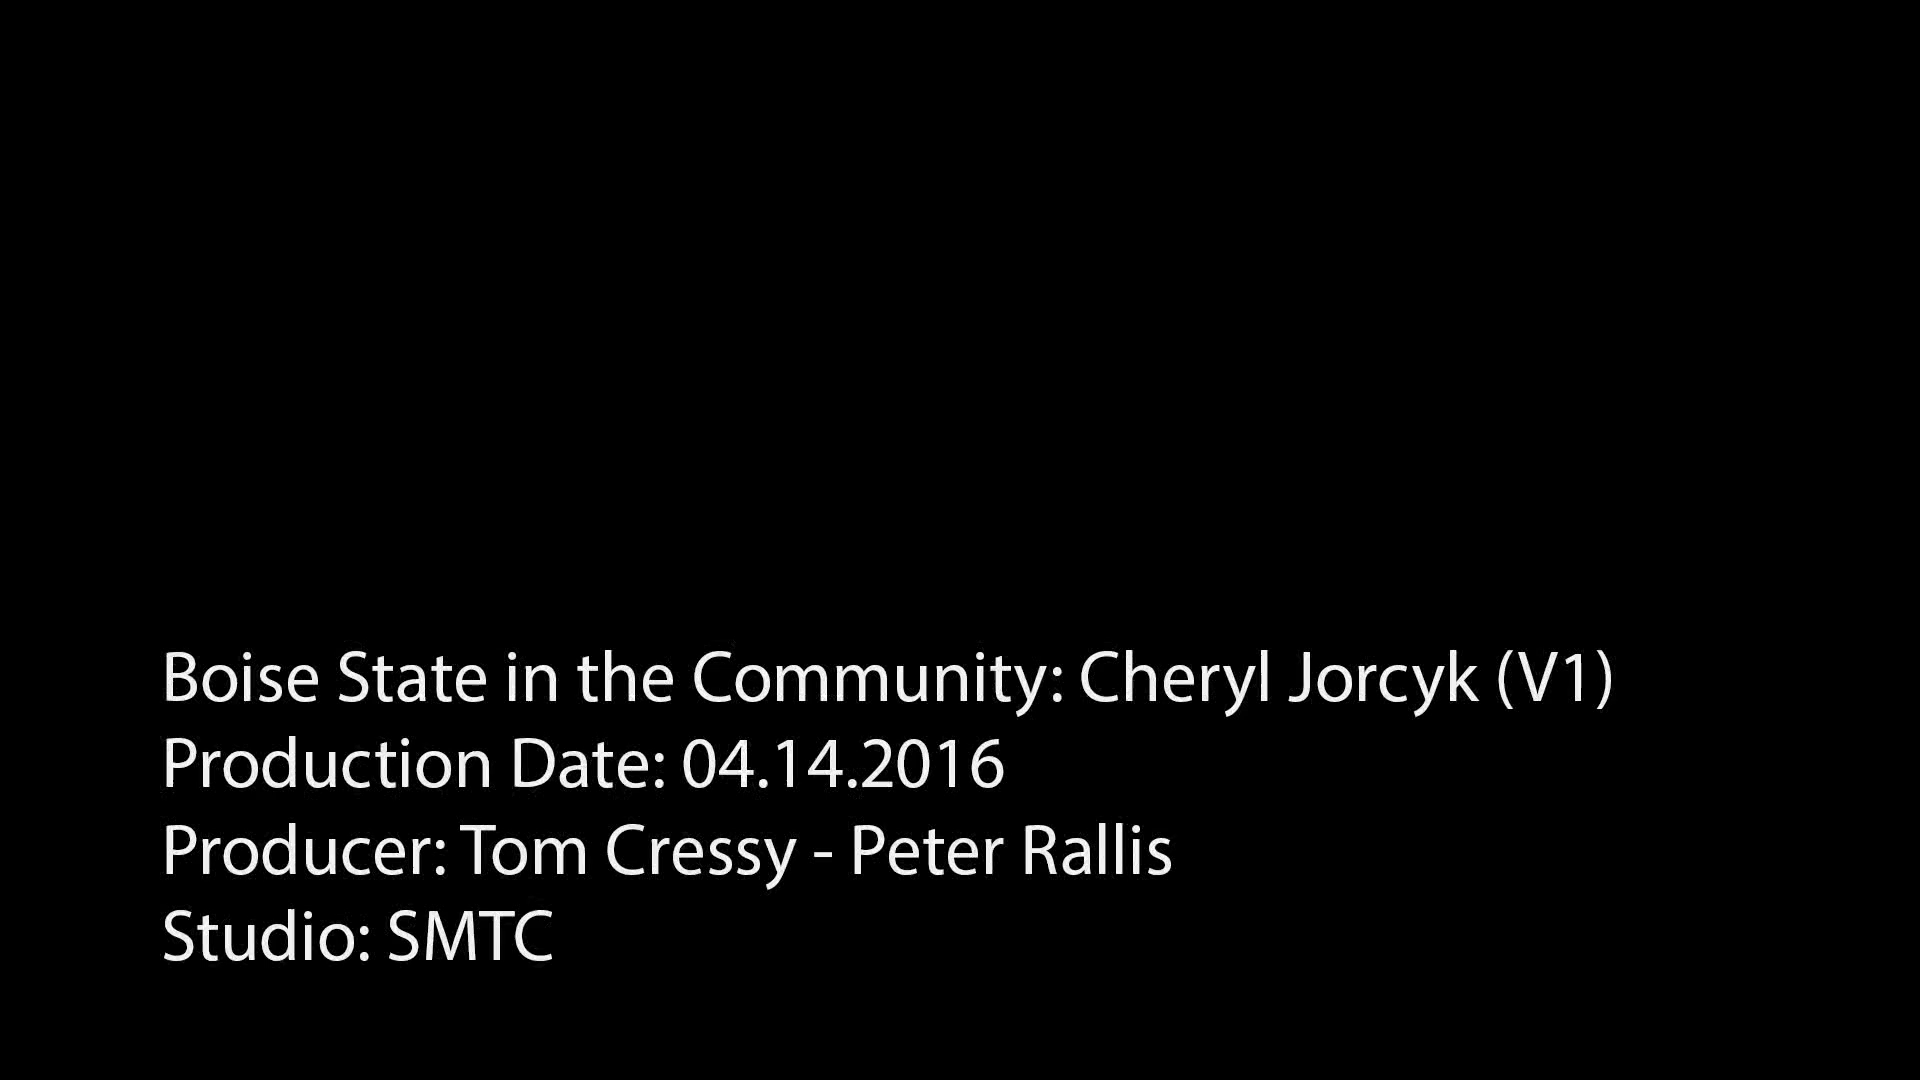 Boise State in the Community: Cheryl Jorcyk (V1)
Production Date: 04.14.2016
Producer: Tom Cressy - Peter Rallis
Studio: SMTC